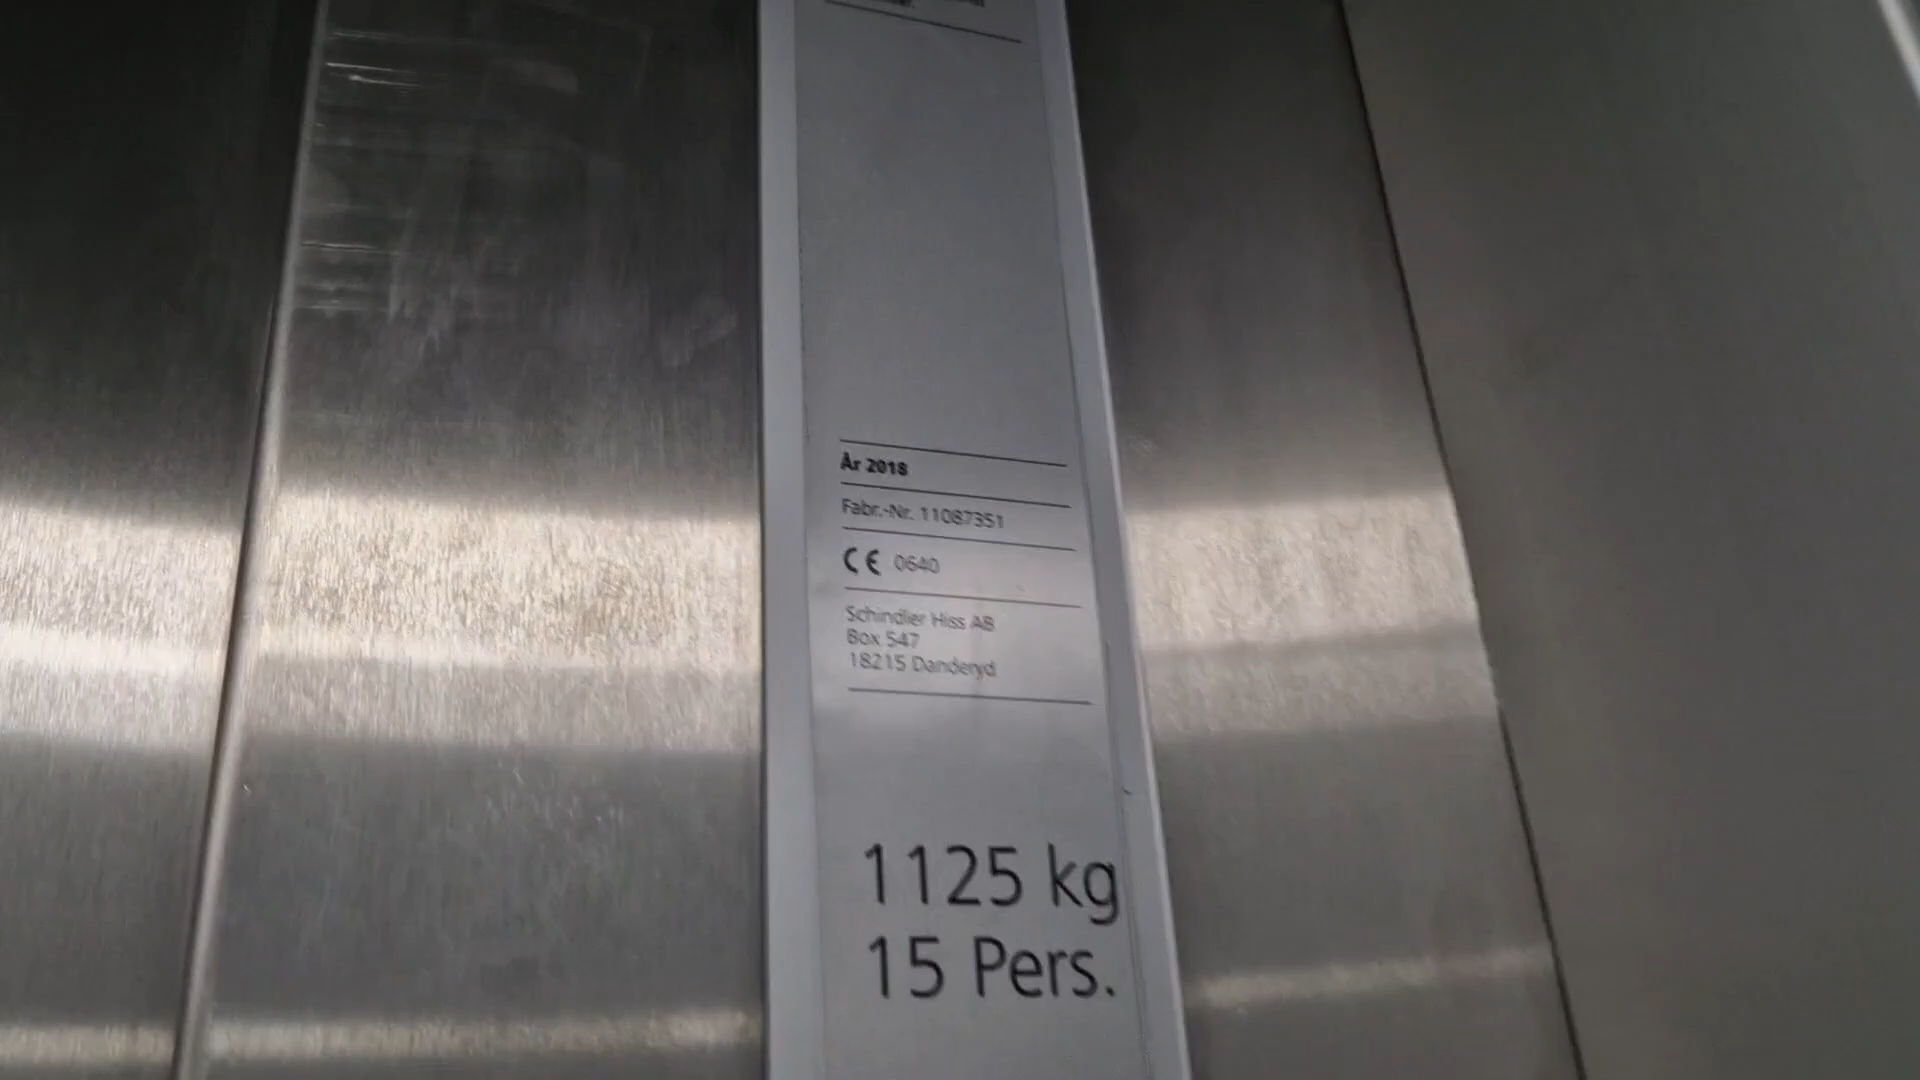 År 2018
Fabr.-Nr. 11087351
CE 0640
Schindler Hiss AB
Box 547
18215 Danderyd
1125 kg
15 Pers.